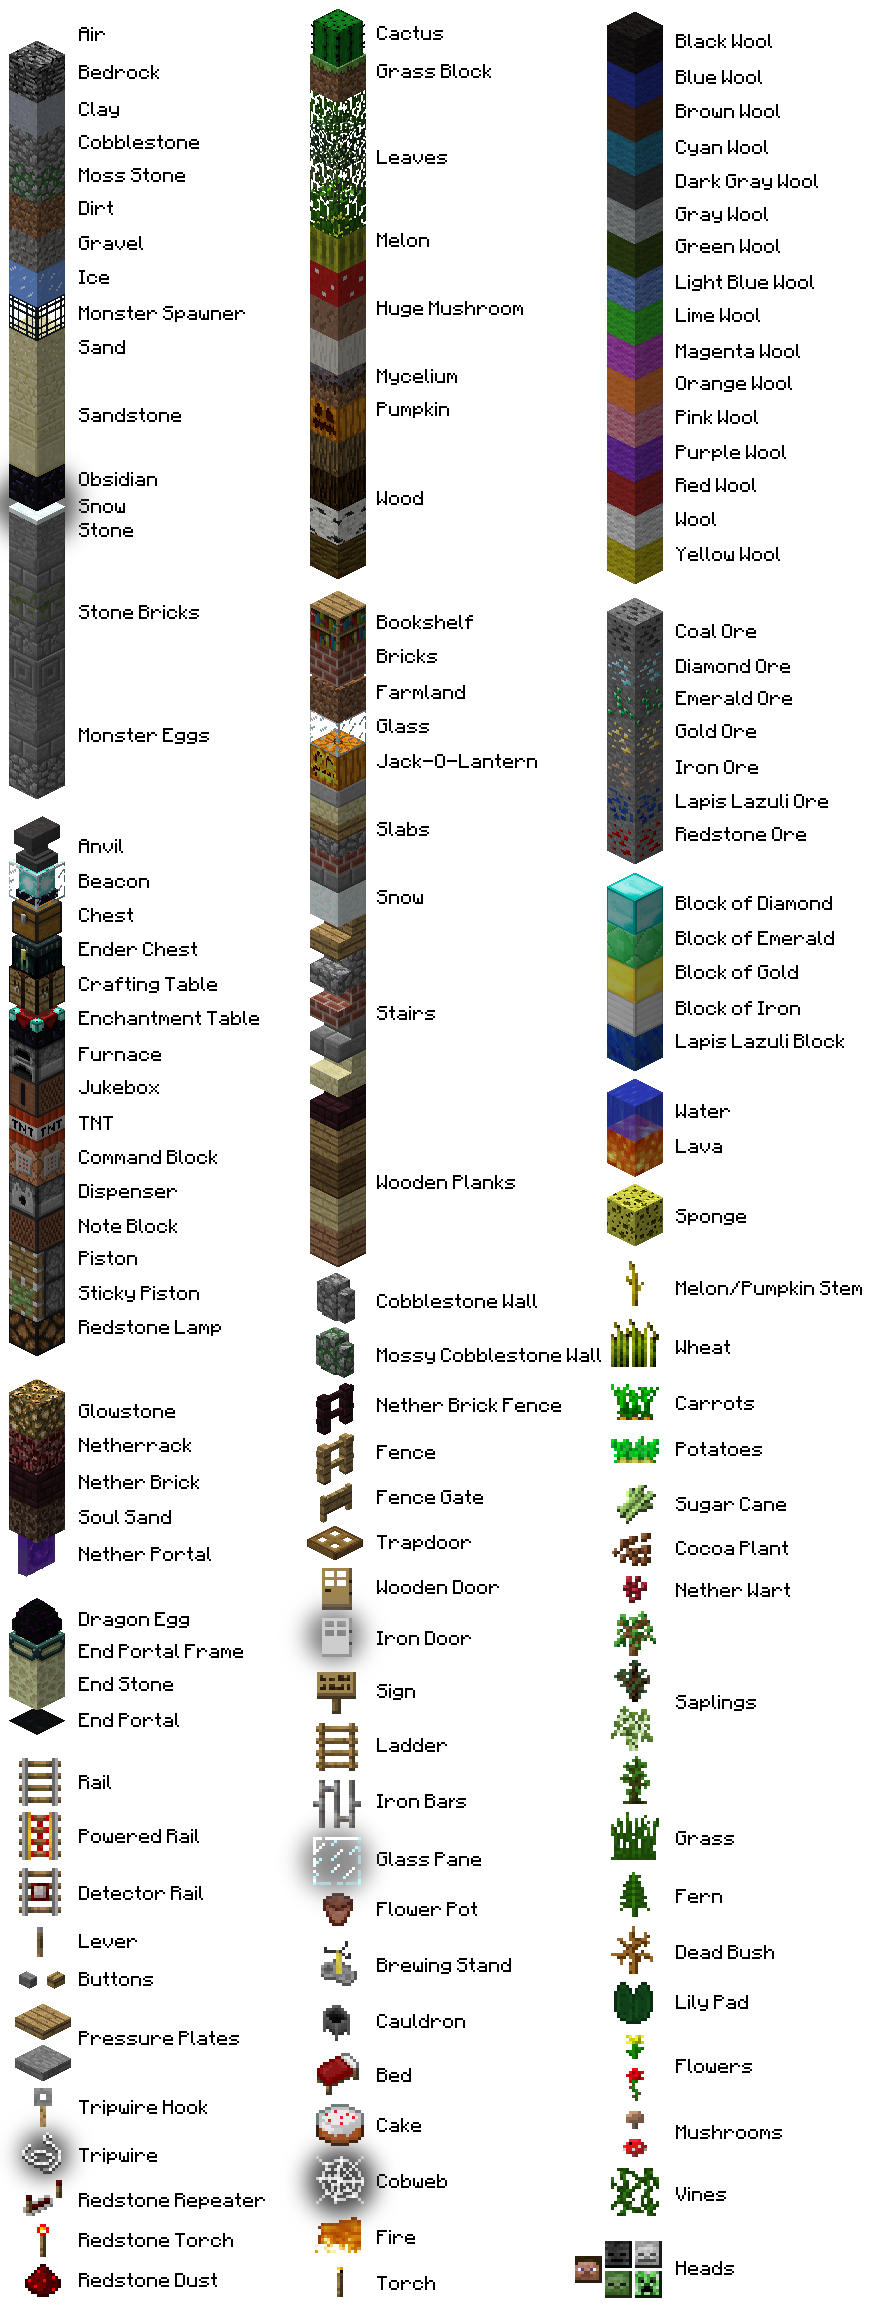 Air
Bedrock
Clay
Cobblestone
Moss Stone
Dirt
Gravel
Ice
Monster Spawner
Sand
Sandstone
Obsidian
Snow
Stone
Stone Bricks
Monster Eggs
Anvil
Beacon
Chest
Ender Chest
Crafting Table
Enchantment Table
Furnace
Jukebox
TNT TNT
TNT
Command Block
Dispenser
Note Block
Piston
Sticky Piston
Redstone Lamp
Glowstone
Netherrack
Nether Brick
Soul Sand
Nether Portal
Dragon Egg
End Portal Frame
End Stone
End Portal
Rail
Powered Rail
Detector Rail
Lever
Buttons
Pressure Plates
Tripwire Hook
Tripwire
Redstone Repeater
Redstone Torch
Redstone Dust
Cactus
Grass Block
Leaves
Melon
Huge Mushroom
Mycelium
Pumpkin
Wood
Bookshelf
Bricks
Farmland
Glass
Jack-O-Lantern
Slabs
Snow
Stairs
Wooden Planks
Cobblestone Wall
Mossy Cobblestone Wall
Nether Brick Fence
Fence
Fence Gate
Trapdoor
Wooden Door
Iron Door
Sign
Ladder
Iron Bars
Glass Pane
Flower Pot
Brewing Stand
Cauldron
Bed
Cake
Cobweb
Fire
Torch
Black Wool
Blue Wool
Brown Wool
Cyan Wool
Dark Gray Wool
Gray Wool
Green Wool
Light Blue Wool
Lime Wool
Magenta Wool
Orange Wool
Pink Wool
Purple Wool
Red Wool
Wool
Yellow Wool
Coal Ore
Diamond Ore
Emerald Ore
Gold Ore
Iron Ore
Lapis Lazuli Ore
Redstone Ore
Block of Diamond
Block of Emerald
Block of Gold
Block of Iron
Lapis Lazuli Block
Water
Lava
Sponge
Melon/Pumpkin Stem
Wheat
Carrots
Potatoes
Sugar Cane
Cocoa Plant
Nether Wart
Saplings
Grass
Fern
Dead Bush
Lily Pad
Flowers
Mushrooms
Vines
Heads